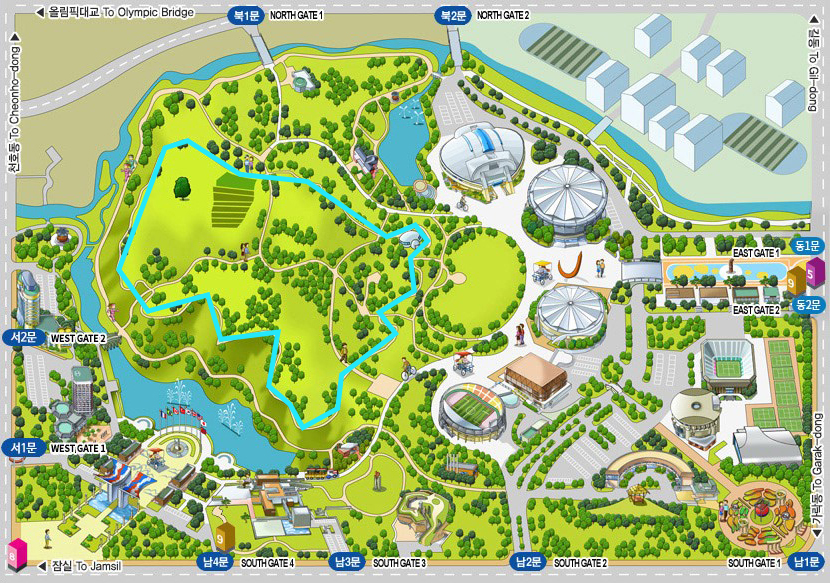 ◀ 올림픽대교 To Olympic Bridge
북1문 NORTH GATE 1
북2문 NORTH GATE 2
천호동 To Cheonho-dong ▶
길동 To Gil-dong
동1문
EAST GATE 1
5
9
동2문
EAST GATE 2
서2문 WEST GATE 2
서1문 WEST GATE 1
가락동 To Garak-dong
8
◀ 잠실 To Jamsil
9
남4문 SOUTH GATE 4
남3문 SOUTH GATE 3
남2문 SOUTH GATE 2
SOUTH GATE 1 남1문